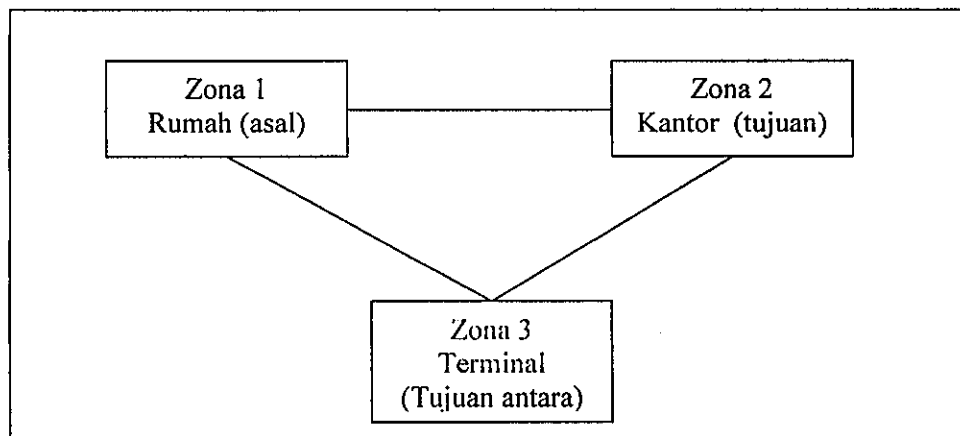 Zona 1
Rumah (asal)
Zona 2
Kantor (tujuan)
Zona 3
Terminal
(Tujuan antara)